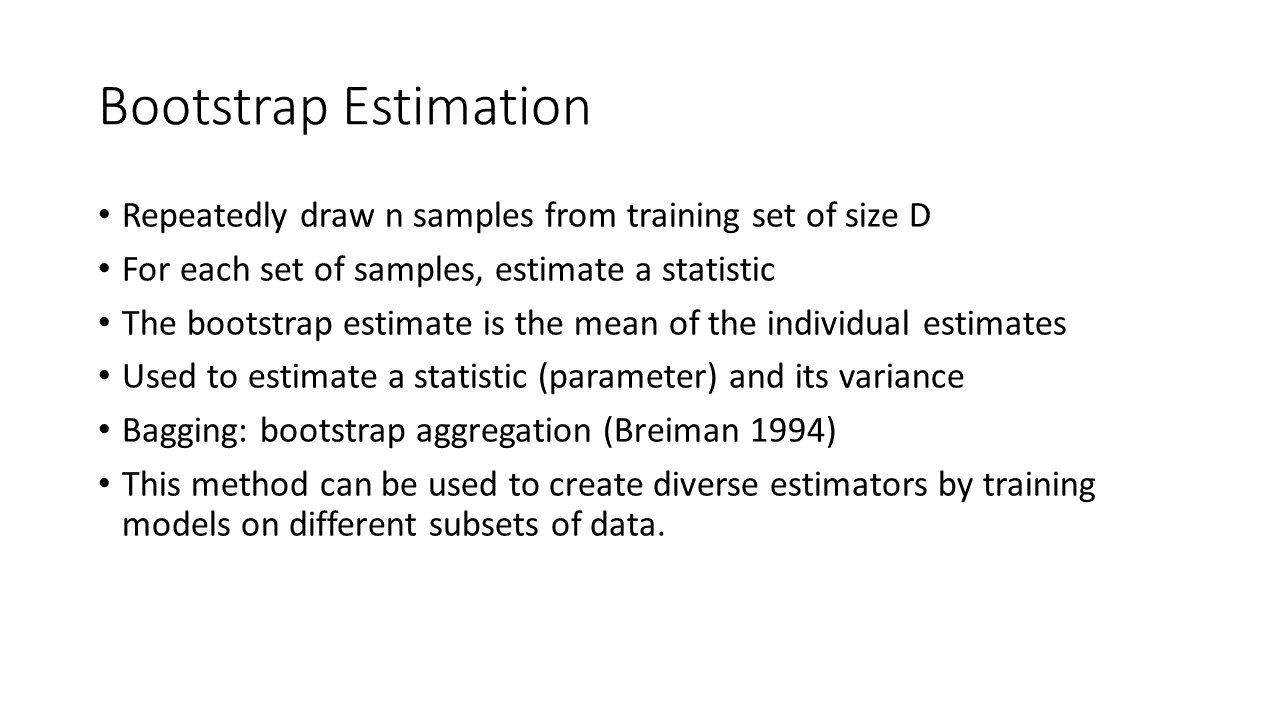 Bootstrap Estimation
• Repeatedly draw n samples from training set of size D
• For each set of samples, estimate a statistic
• The bootstrap estimate is the mean of the individual estimates
• Used to estimate a statistic (parameter) and its variance
• Bagging: bootstrap aggregation (Breiman 1994)
• This method can be used to create diverse estimators by training
models on different subsets of data.